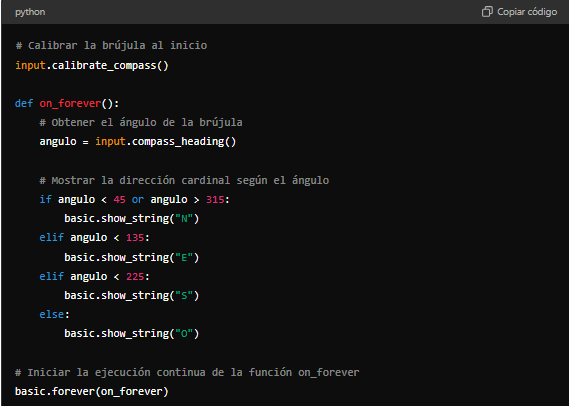 python
Copiar código
# Calibrar la brújula al inicio
input.calibrate_compass()
def on_forever():
# Obtener el ángulo de la brújula
angulo = input.compass_heading()
# Mostrar la dirección cardinal según el ángulo
if angulo < 45 or angulo > 315:
basic.show_string("N")
elif angulo < 135:
basic.show_string("E")
elif angulo < 225:
basic.show_string("S")
else:
basic.show_string("O")
# Iniciar la ejecución continua de la función on_forever
basic.forever(on_forever)